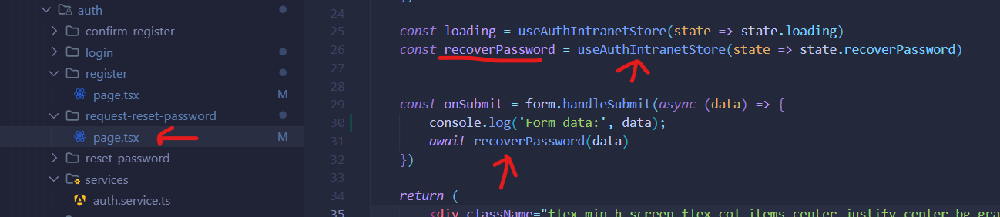 auth
confirm-register
login
register
page.tsx M
request-reset-password
page.tsx M
reset-password
services
auth.service.ts
24 })
25 const loading = useAuthIntranetStore(state => state.loading)
26 const recoverPassword = useAuthIntranetStore(state => state.recoverPassword)
27
28
29 const onSubmit = form.handleSubmit(async (data) => {
30 console.log('Form data:', data);
31 await recoverPassword(data)
32 })
33
34 return (
35 <div className="flex min-h-screen flex-col items-center justify-center bg-gra